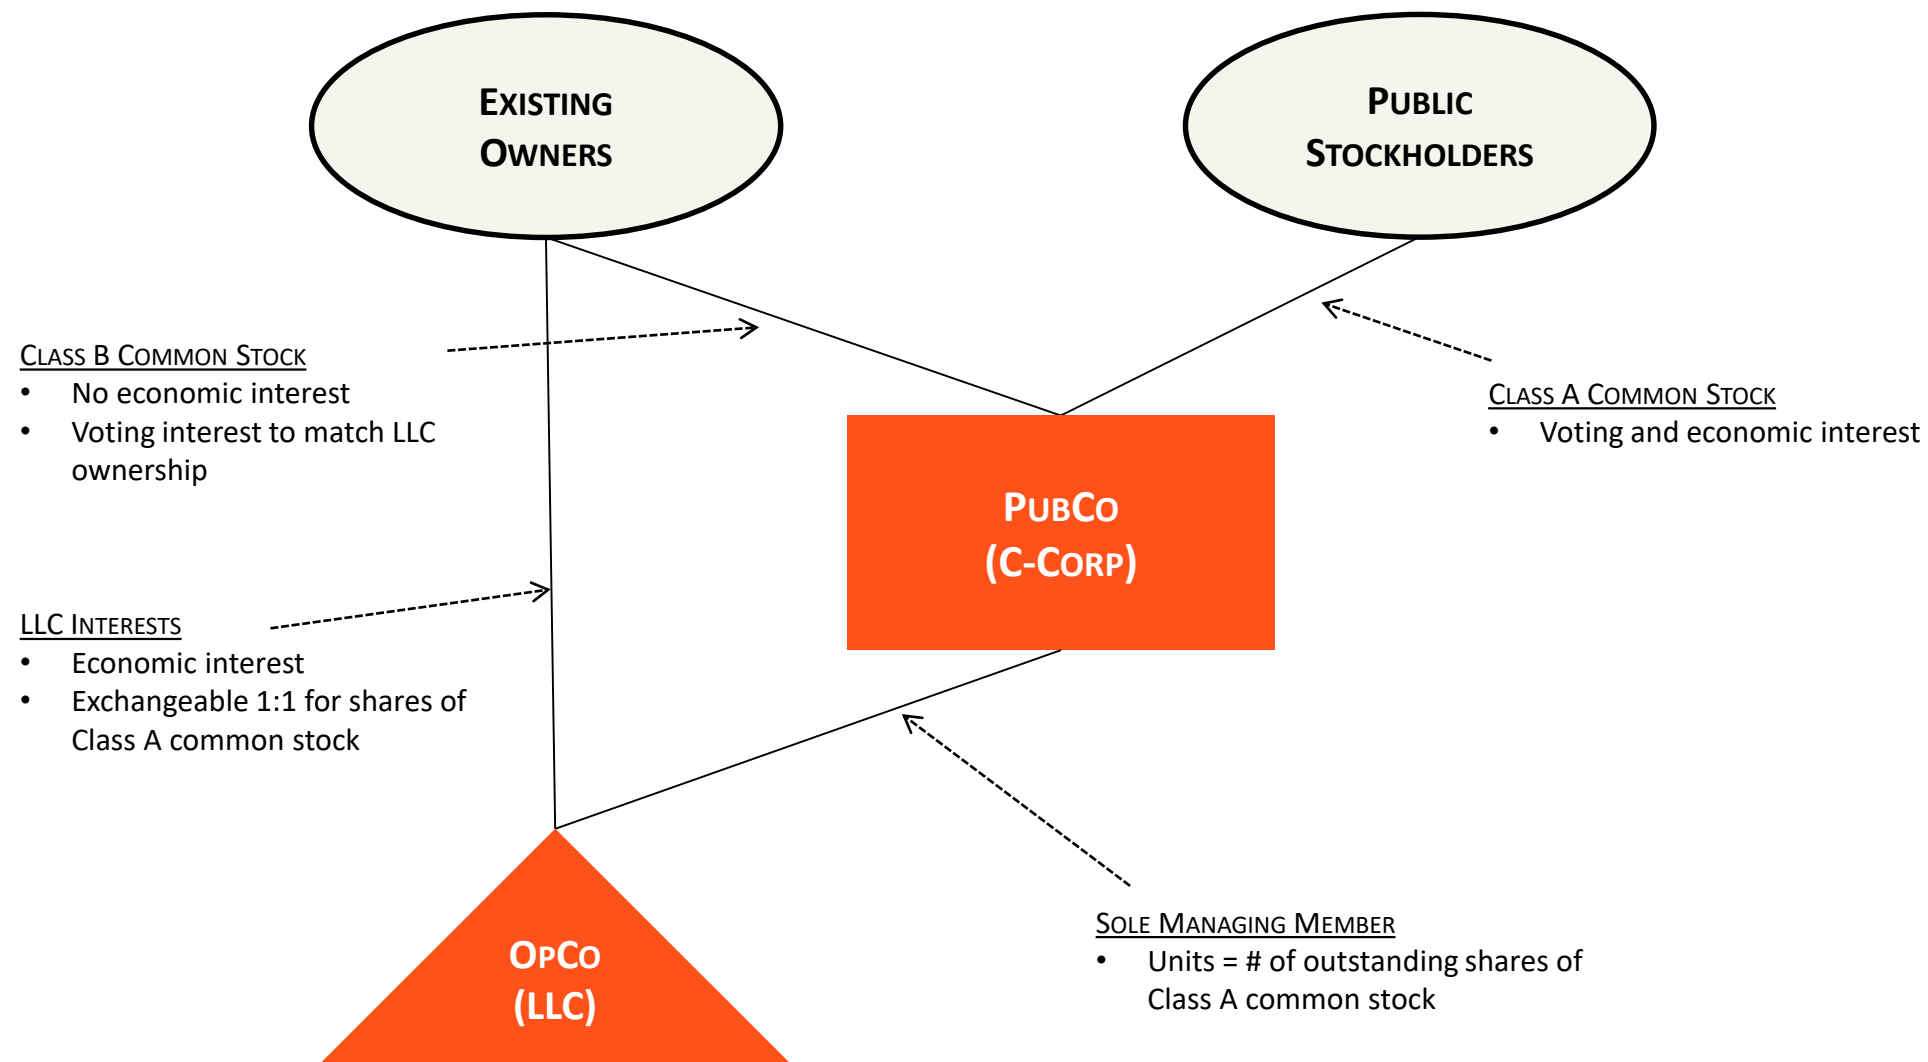 EXISTING
OWNERS
PUBLIC
STOCKHOLDERS
CLASS B COMMON STOCK
• No economic interest
• Voting interest to match LLC
ownership
CLASS A COMMON STOCK
• Voting and economic interest
PUBCO
(C-CORP)
LLC INTERESTS
• Economic interest
• Exchangeable 1:1 for shares of
Class A common stock
SOLE MANAGING MEMBER
• Units = # of outstanding shares of
Class A common stock
OPCO
(LLC)